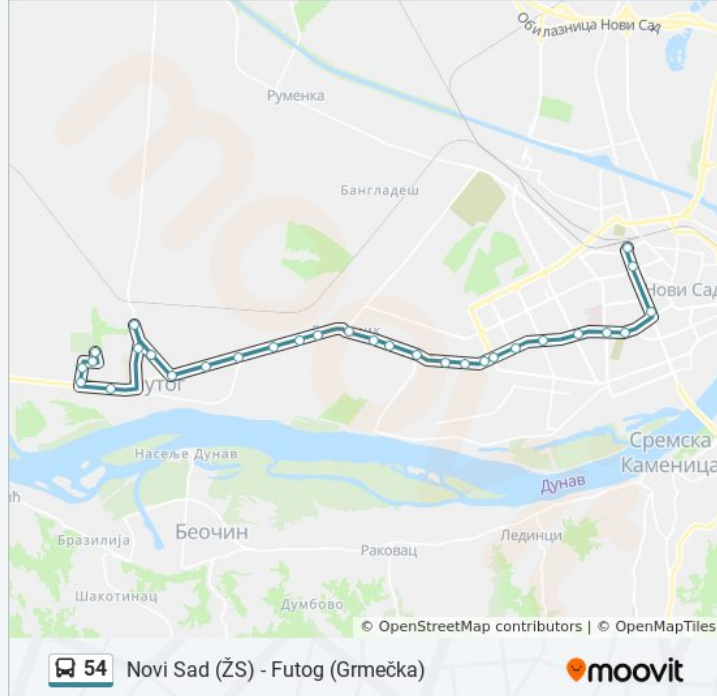 Обилазница Нови Сад
Руменка
Бангладеш
Нови Сад
Насеље Дунав
Сремска
Каменица
Дунав
Беочин
Бразилија
Раковац
Лединци
Шакотинац
Думбово
© OpenStreetMap contributors | © OpenMapTiles
54 Novi Sad (ŽS) - Futog (Grmečka)
moovit